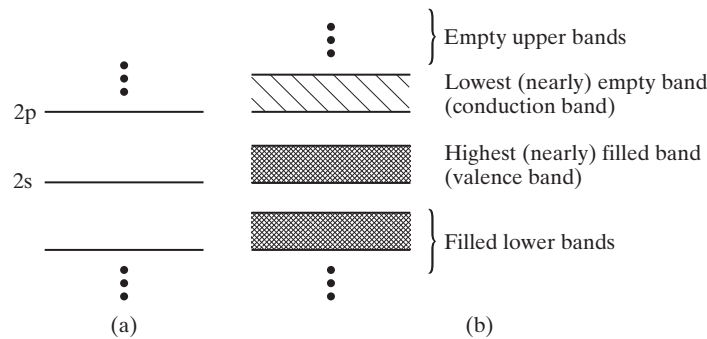 Empty upper bands
Lowest (nearly) empty band
(conduction band)
2p
Highest (nearly) filled band
(valence band)
2s
Filled lower bands
(a)
(b)